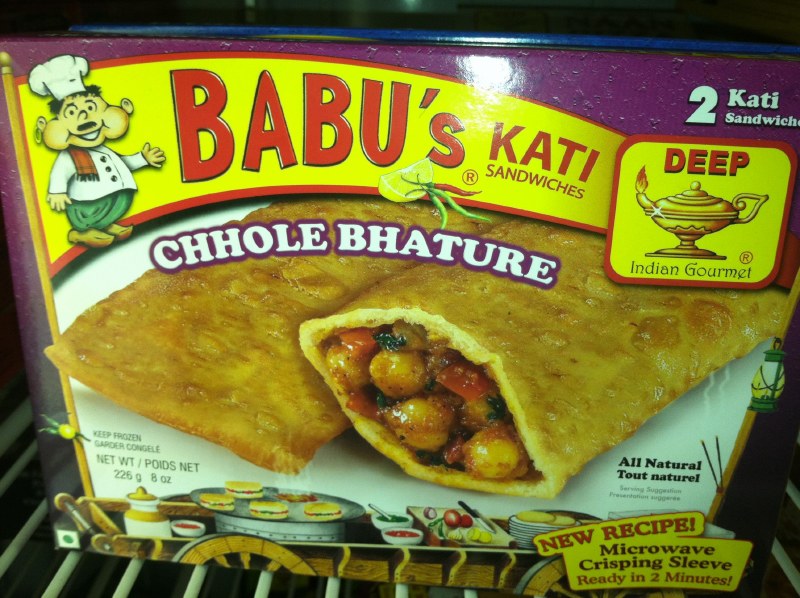 BABU's ® KATI
SANDWICHES
2 Kati
Sandwiche
DEEP
®
Indian Gourmet
CHHOLE BHATURE
KEEP FROZEN
GARDER CONGELÉ
NET WT / POIDS NET
226 g 8 oz
All Natural
Tout naturel
Serving Suggestion
Présentation suggérée
NEW RECIPE!
Microwave
Crisping Sleeve
Ready in 2 Minutes!